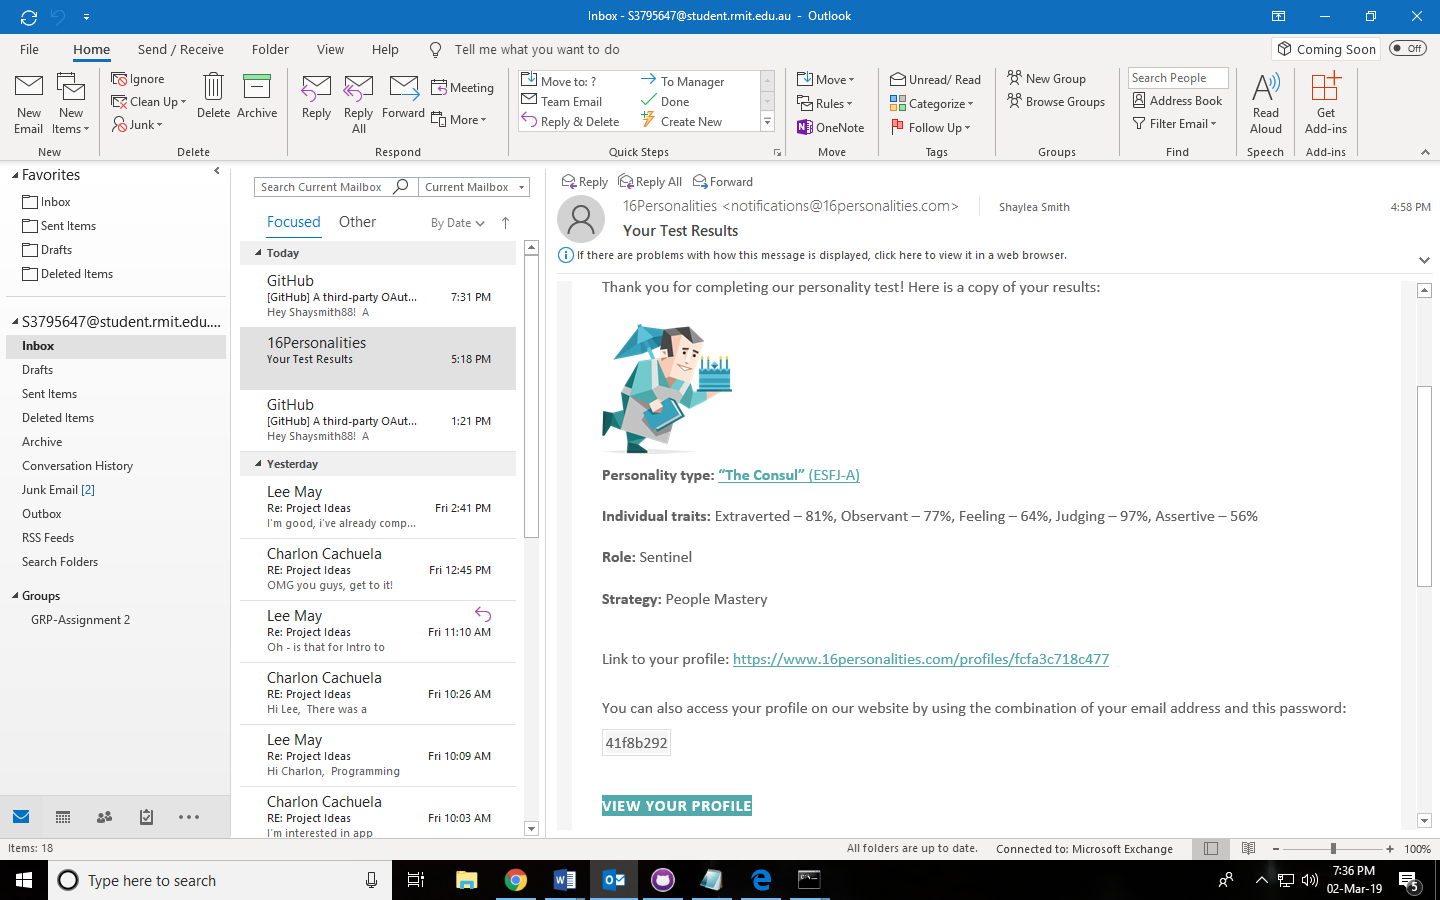 Inbox - S3795647@student.rmit.edu.au - Outlook
File Home Send / Receive Folder View Help Tell me what you want to do Coming Soon Off
New Email
New Items
New
Ignore
Clean Up
Junk
Delete
Archive
Delete
Reply
Reply All
Forward
Meeting
More
Respond
Move to: ?
Team Email
Reply & Delete
To Manager
Done
Create New
Quick Steps
Move
Rules
OneNote
Move
Unread/ Read
Categorize
Follow Up
Tags
New Group
Browse Groups
Groups
Search People
Address Book
Filter Email
Find
Read Aloud
Speech
Get Add-ins
Add-ins
Favorites
Inbox
Sent Items
Drafts
Deleted Items
S3795647@student.rmit.edu....
Inbox
Drafts
Sent Items
Deleted Items
Archive
Conversation History
Junk Email [2]
Outbox
RSS Feeds
Search Folders
Groups
GRP-Assignment 2
Search Current Mailbox Current Mailbox
Focused Other By Date
Today
GitHub
[GitHub] A third-party OAut... 7:31 PM
Hey Shaysmith88! A
16Personalities
Your Test Results 5:18 PM
GitHub
[GitHub] A third-party OAut... 1:21 PM
Hey Shaysmith88! A
Yesterday
Lee May
Re: Project Ideas Fri 2:41 PM
I'm good, i've already comp...
Charlon Cachuela
RE: Project Ideas Fri 12:45 PM
OMG you guys, get to it!
Lee May
Re: Project Ideas Fri 11:10 AM
Oh - is that for Intro to
Charlon Cachuela
RE: Project Ideas Fri 10:26 AM
Hi Lee, There was a
Lee May
Re: Project Ideas Fri 10:09 AM
Hi Charlon, Programming
Charlon Cachuela
RE: Project Ideas Fri 10:03 AM
I'm interested in app
Reply Reply All Forward
16Personalities <notifications@16personalities.com> Shaylea Smith 4:58 PM
Your Test Results
If there are problems with how this message is displayed, click here to view it in a web browser.
Thank you for completing our personality test! Here is a copy of your results:
Personality type: “The Consul” (ESFJ-A)
Individual traits: Extraverted – 81%, Observant – 77%, Feeling – 64%, Judging – 97%, Assertive – 56%
Role: Sentinel
Strategy: People Mastery
Link to your profile: https://www.16personalities.com/profiles/fcfa3c718c477
You can also access your profile on our website by using the combination of your email address and this password:
41f8b292
VIEW YOUR PROFILE
Items: 18 All folders are up to date. Connected to: Microsoft Exchange 100%
Type here to search
7:36 PM
02-Mar-19
5